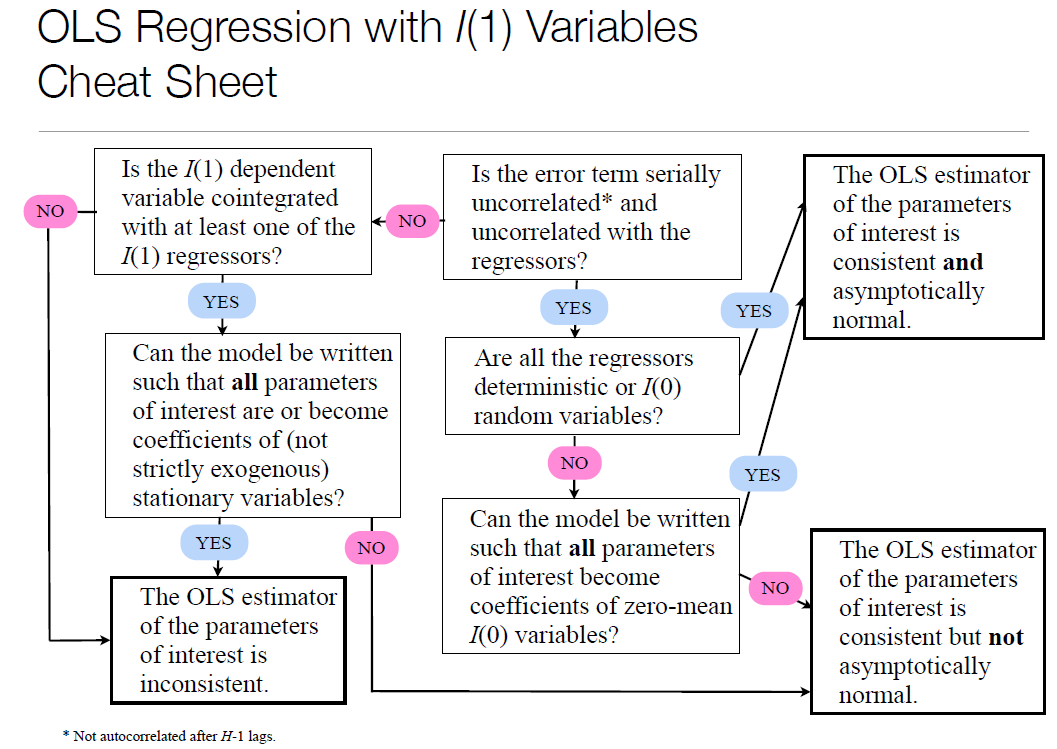 OLS Regression with I(1) Variables
Cheat Sheet
Is the I(1) dependent
variable cointegrated
with at least one of the
I(1) regressors?
NO
YES
Can the model be written
such that all parameters
of interest are or become
coefficients of (not
strictly exogenous)
stationary variables?
YES
NO
The OLS estimator
of the parameters
of interest is
inconsistent.
Is the error term serially
uncorrelated* and
uncorrelated with the
regressors?
NO
YES
Are all the regressors
deterministic or I(0)
random variables?
YES
NO
Can the model be written
such that all parameters
of interest become
coefficients of zero-mean
I(0) variables?
YES
NO
The OLS estimator
of the parameters
of interest is
consistent and
asymptotically
normal.
The OLS estimator
of the parameters
of interest is
consistent but not
asymptotically
normal.
* Not autocorrelated after H-1 lags.